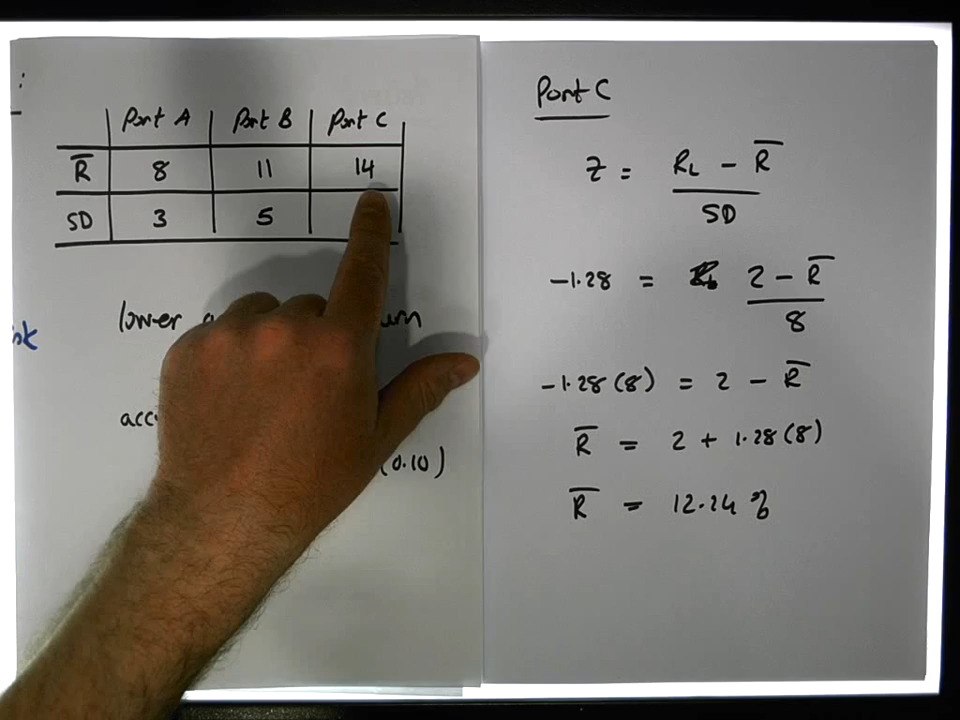 :
Port A Port B Port C
R̅ 8 11 14
SD 3 5
lower
acc
(0.10)
Port C
Z = RL - R̅
SD
-1.28 = 2 - R̅
8
-1.28(8) = 2 - R̅
R̅ = 2 + 1.28(8)
R̅ = 12.24 %